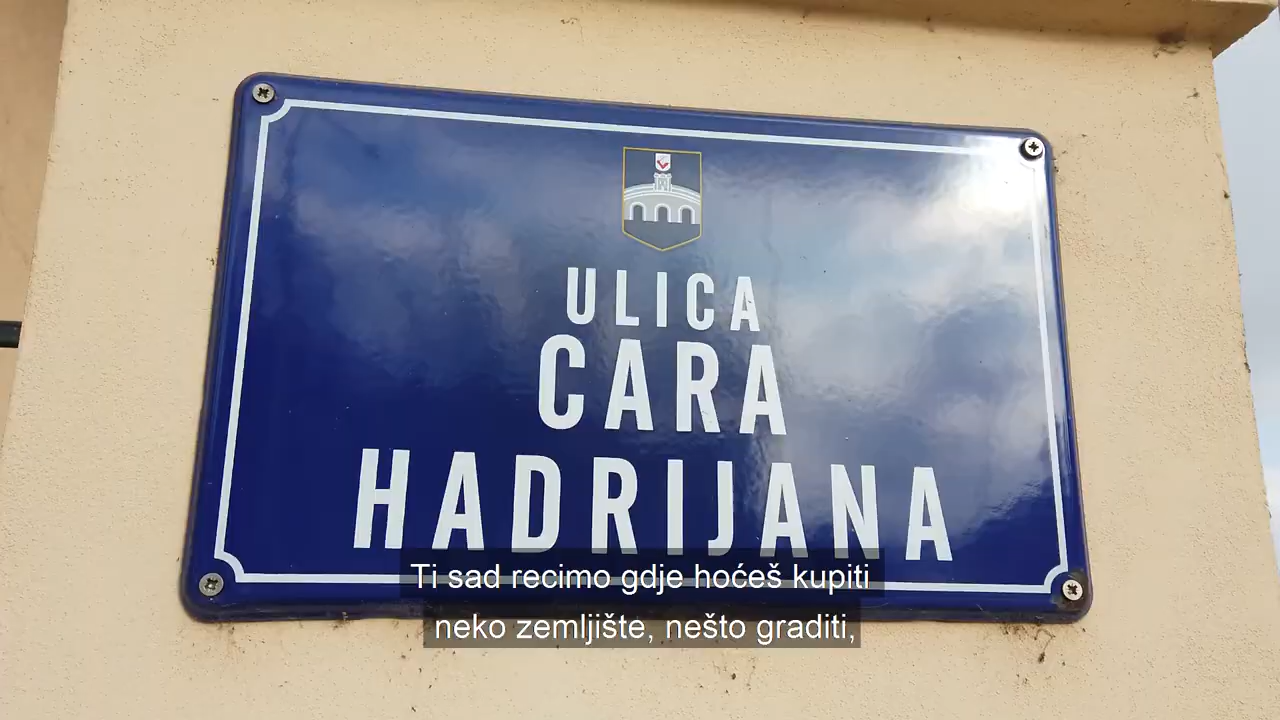 ULICA
CARA
HADRIJANA
Ti sad recimo gdje hoćeš kupiti
neko zemljište, nešto graditi,